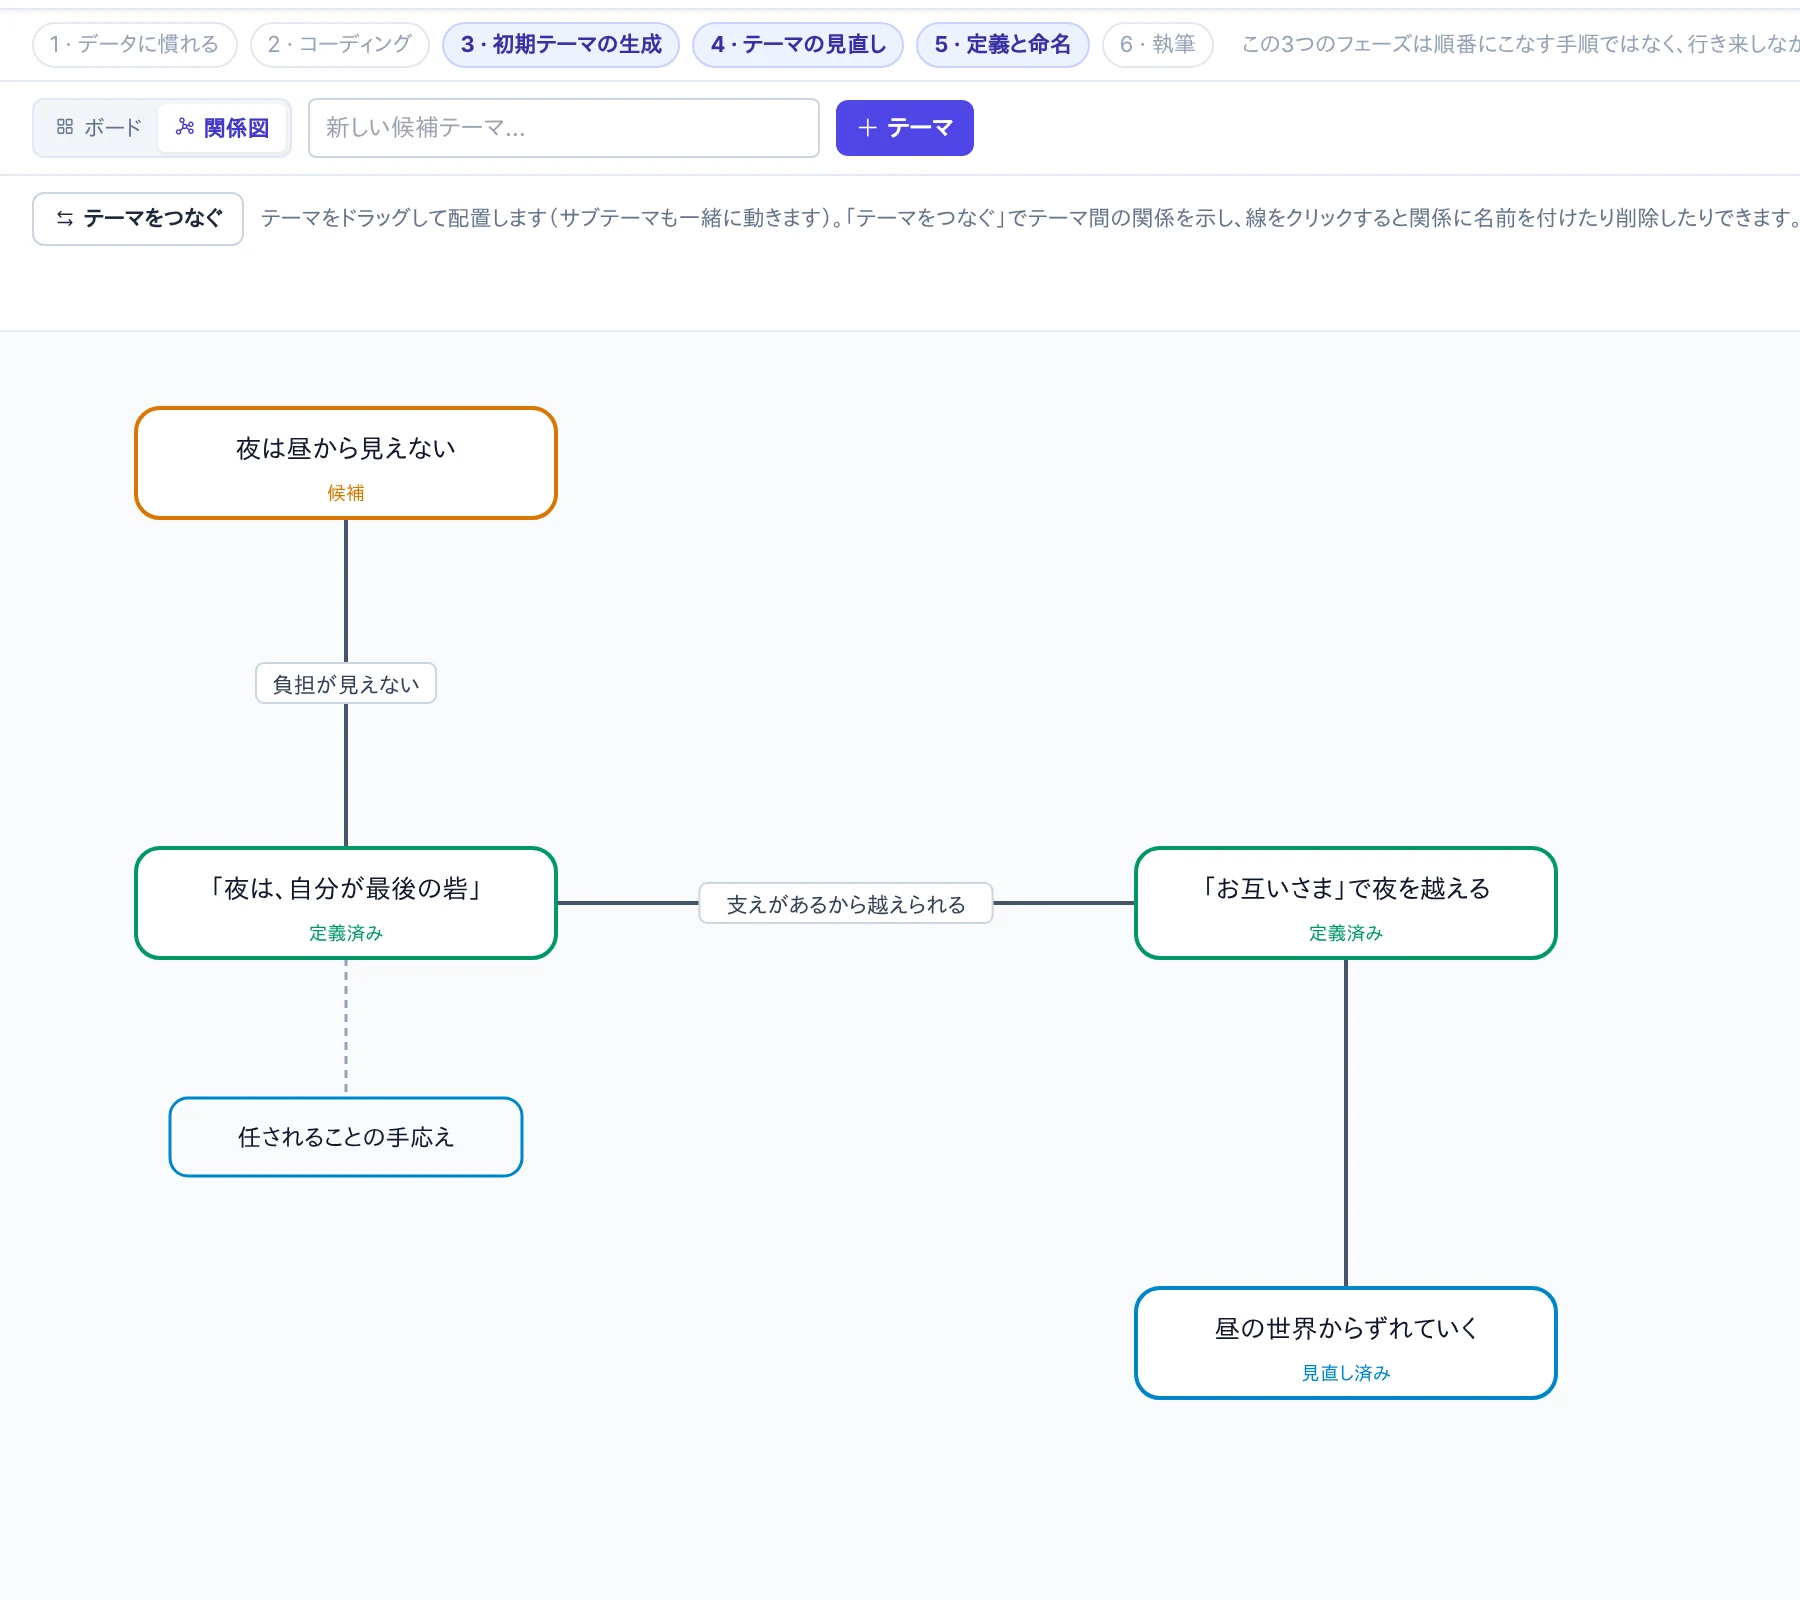 1 · データに慣れる
2 · コーディング
3 · 初期テーマの生成
4 · テーマの見直し
5 · 定義と命名
6 · 執筆
この3つのフェーズは順番にこなす手順ではなく、行き来しなが
ボード
関係図
新しい候補テーマ...
+ テーマ
テーマをつなぐ
テーマをドラッグして配置します（サブテーマも一緒に動きます）。「テーマをつなぐ」でテーマ間の関係を示し、線をクリックすると関係に名前を付けたり削除したりできます。
夜は昼から見えない
候補
負担が見えない
「夜は、自分が最後の砦」
定義済み
支えがあるから越えられる
「お互いさま」で夜を越える
定義済み
任されることの手応え
昼の世界からずれていく
見直し済み